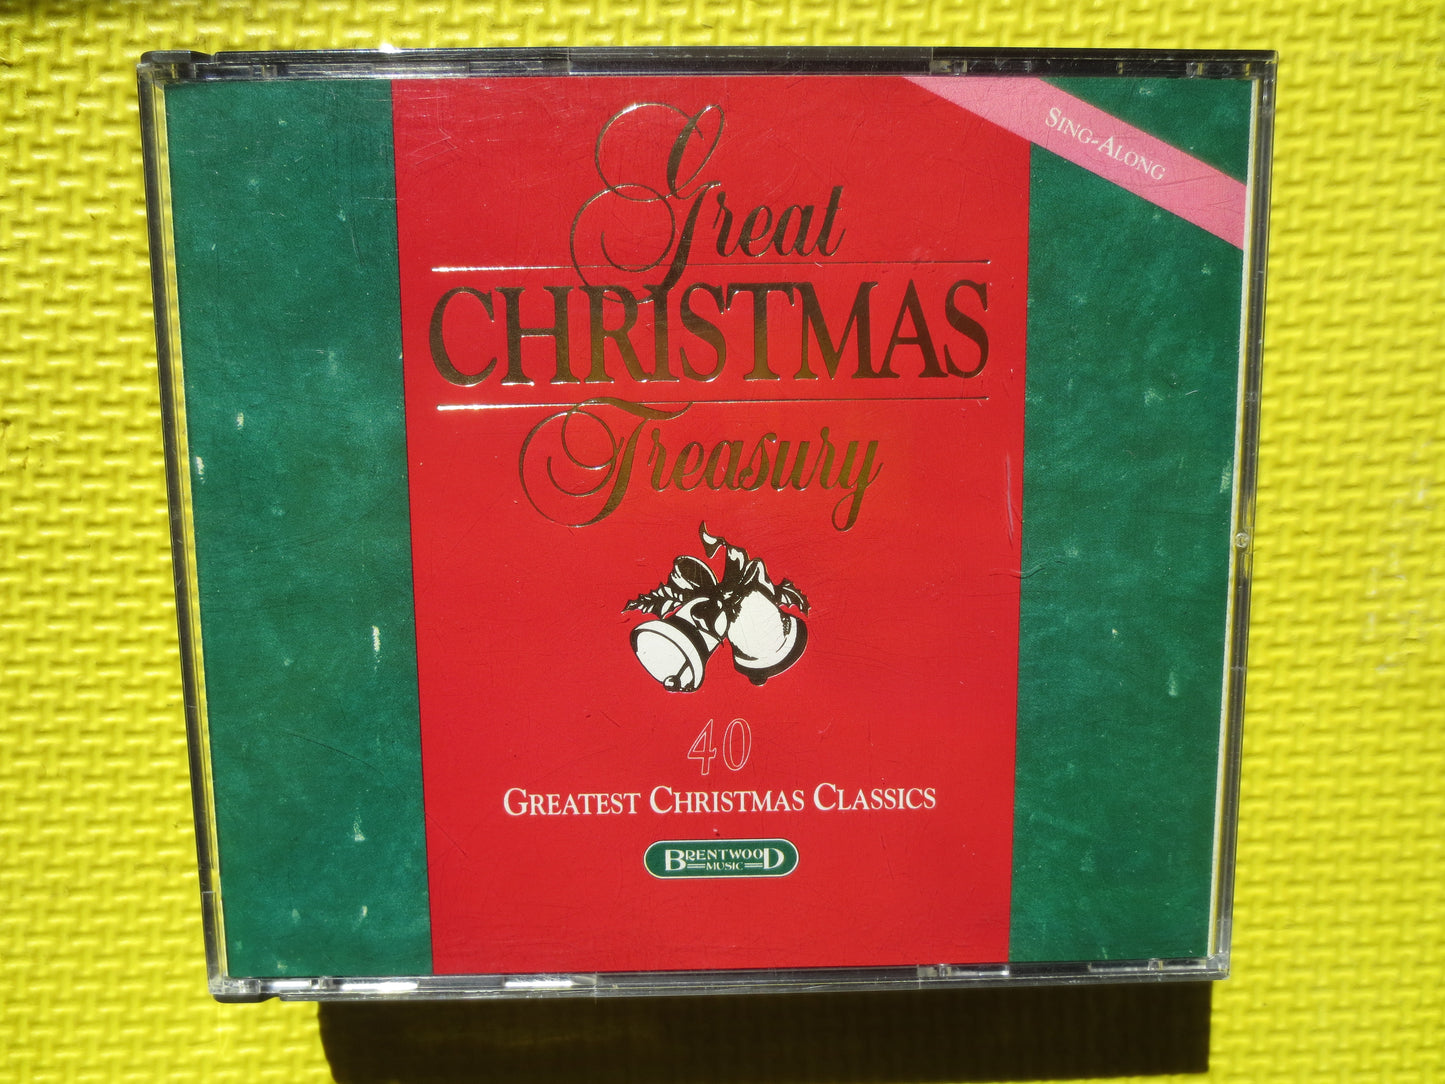 Great
CHRISTMAS
Treasury
SING-ALONG
40
GREATEST CHRISTMAS CLASSICS
BRENTWOOD
MUSIC